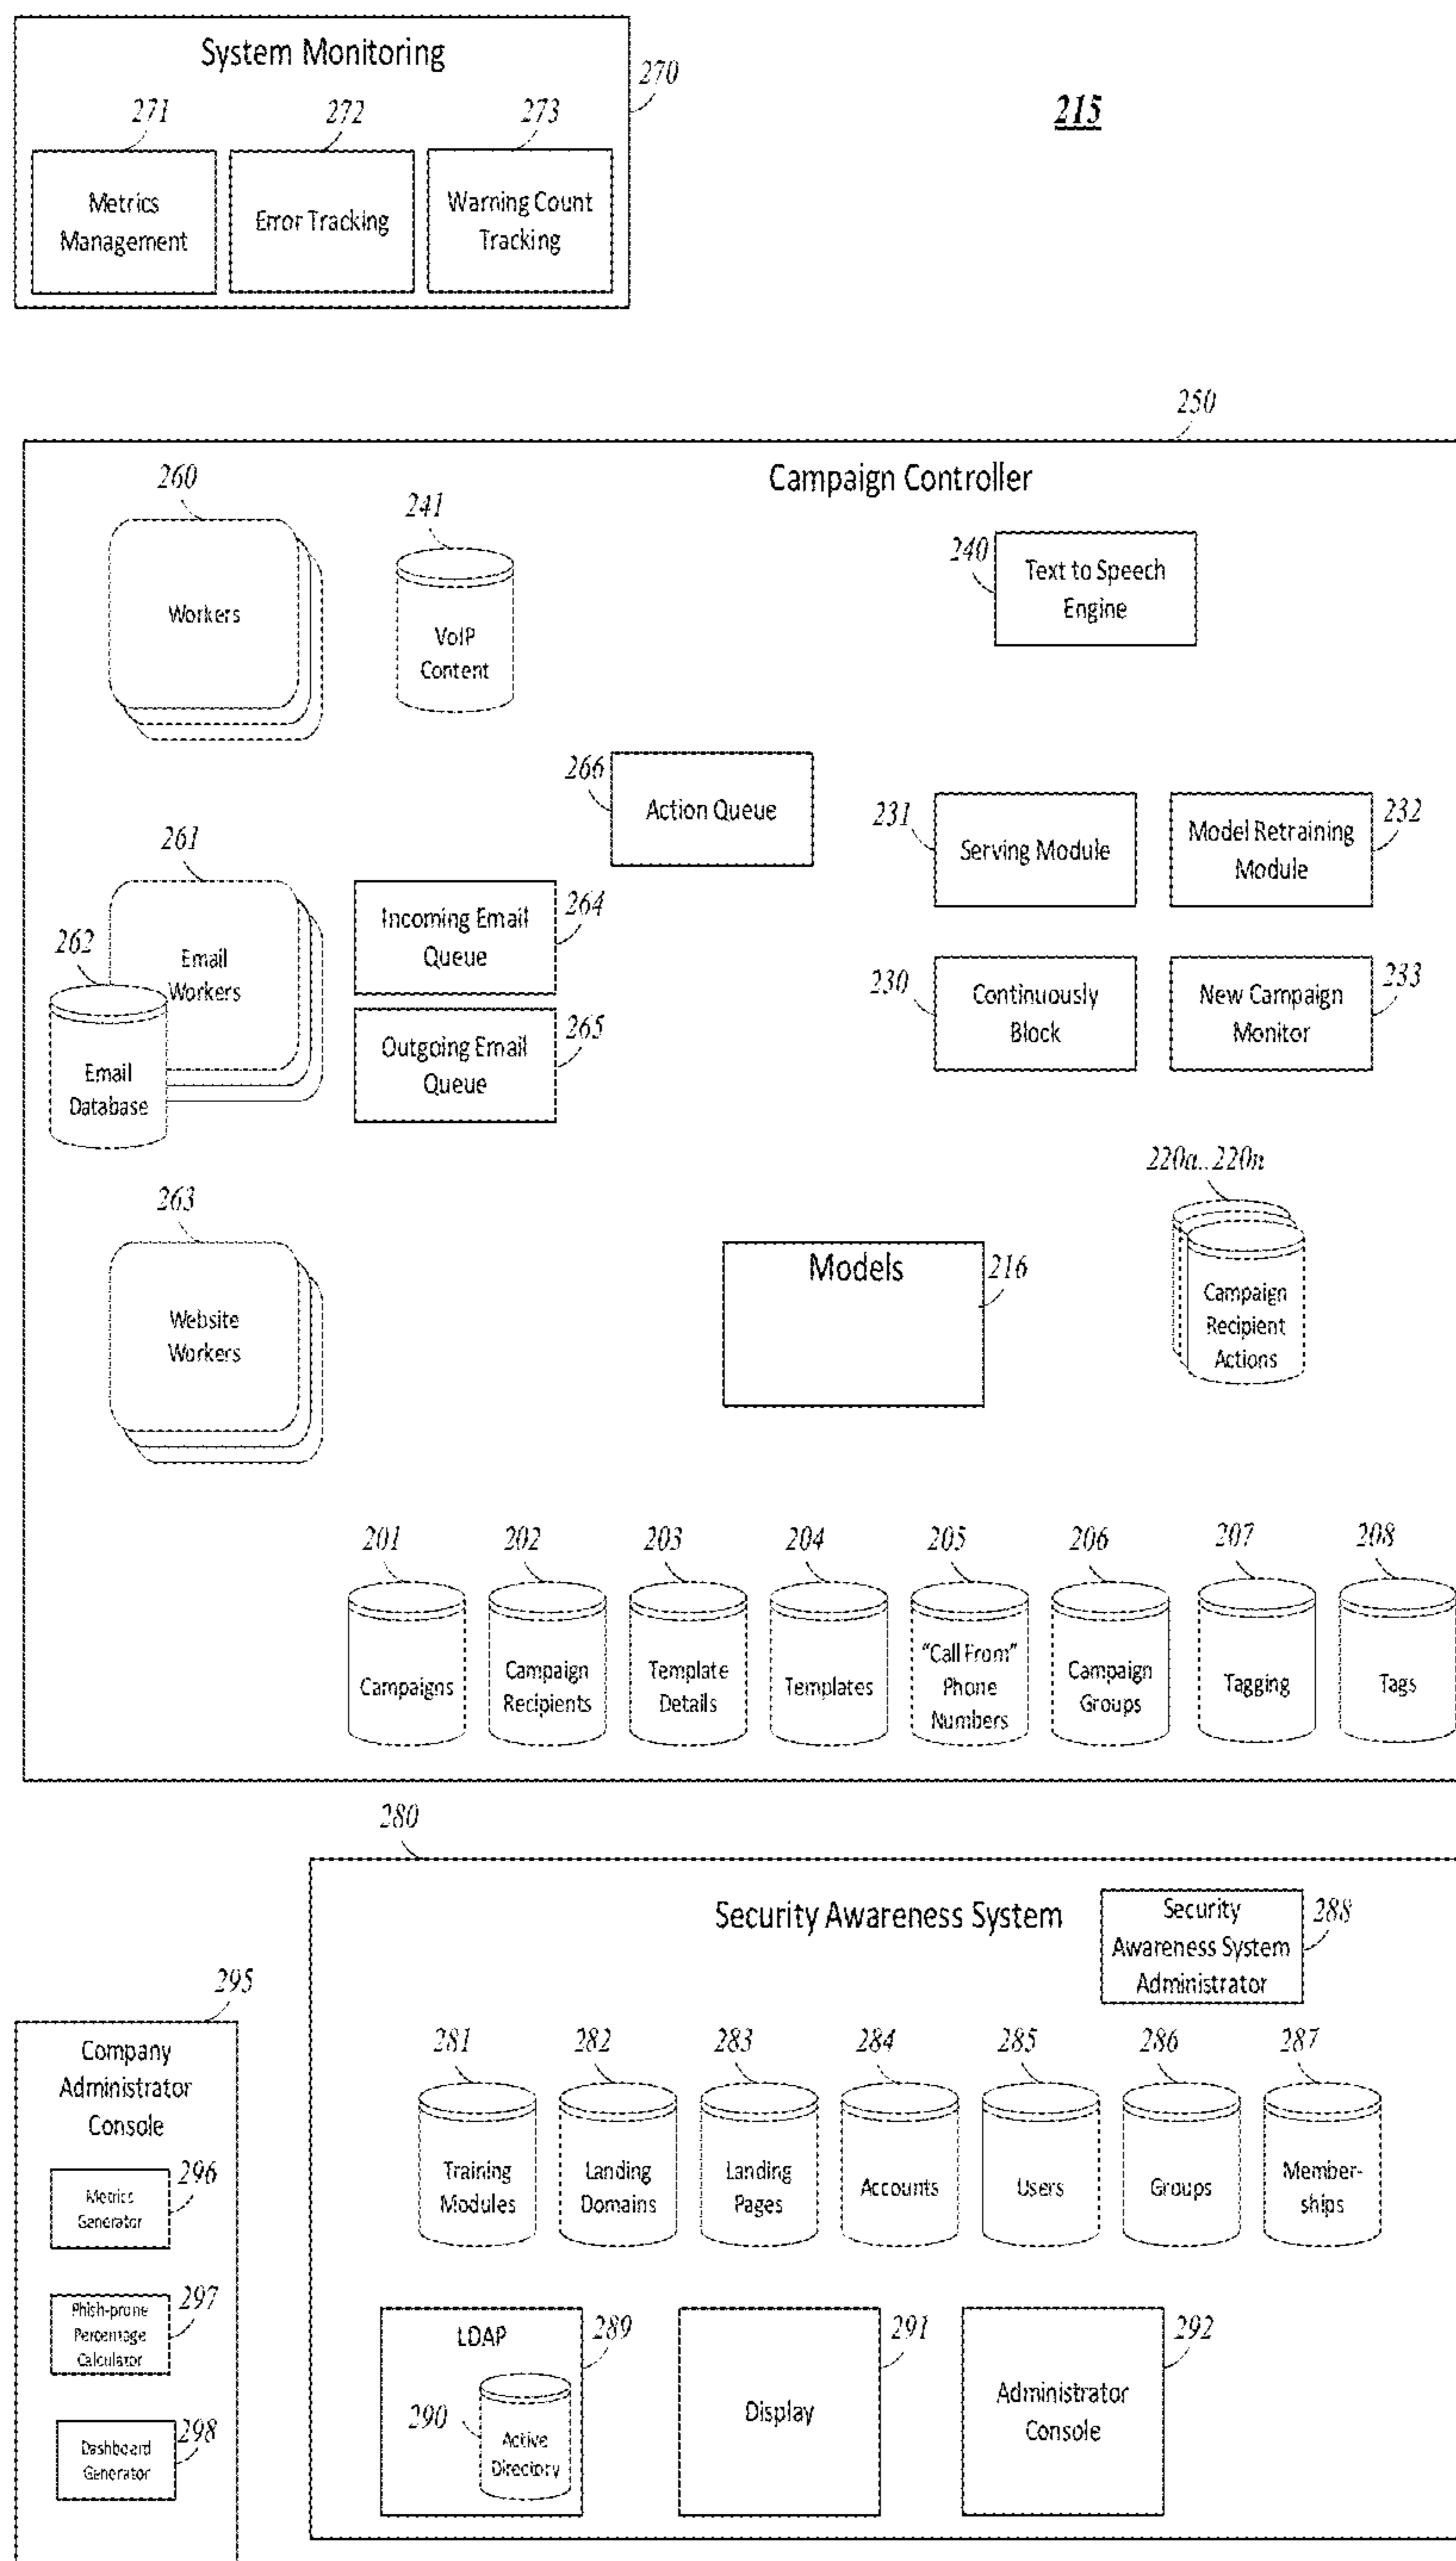 System Monitoring
270
215
271
272
273
Metrics
Management
Error Tracking
Warning Count
Tracking
250
Campaign Controller
260
Workers
241
VoIP
Content
240
Text to Speech
Engine
266
Action Queue
231
Serving Module
Model Retraining
Module
232
261
Email
Workers
262
Email
Database
Incoming Email
Queue
264
Outgoing Email
Queue
265
230
Continuously
Block
New Campaign
Monitor
233
263
Website
Workers
Models
216
220a..220n
Campaign
Recipient
Actions
201
202
203
204
205
206
207
208
Campaigns
Campaign
Recipients
Template
Details
Templates
“Call From”
Phone
Numbers
Campaign
Groups
Tagging
Tags
280
Security Awareness System
Security
Awareness System
Administrator
288
295
Company
Administrator
Console
Metrics
Generator
296
Phish-prone
Percentage
Calculator
297
Dashboard
Generator
298
281
282
283
284
285
286
287
Training
Modules
Landing
Domains
Landing
Pages
Accounts
Users
Groups
Member-
ships
LDAP
289
290
Active
Directory
Display
291
Administrator
Console
292